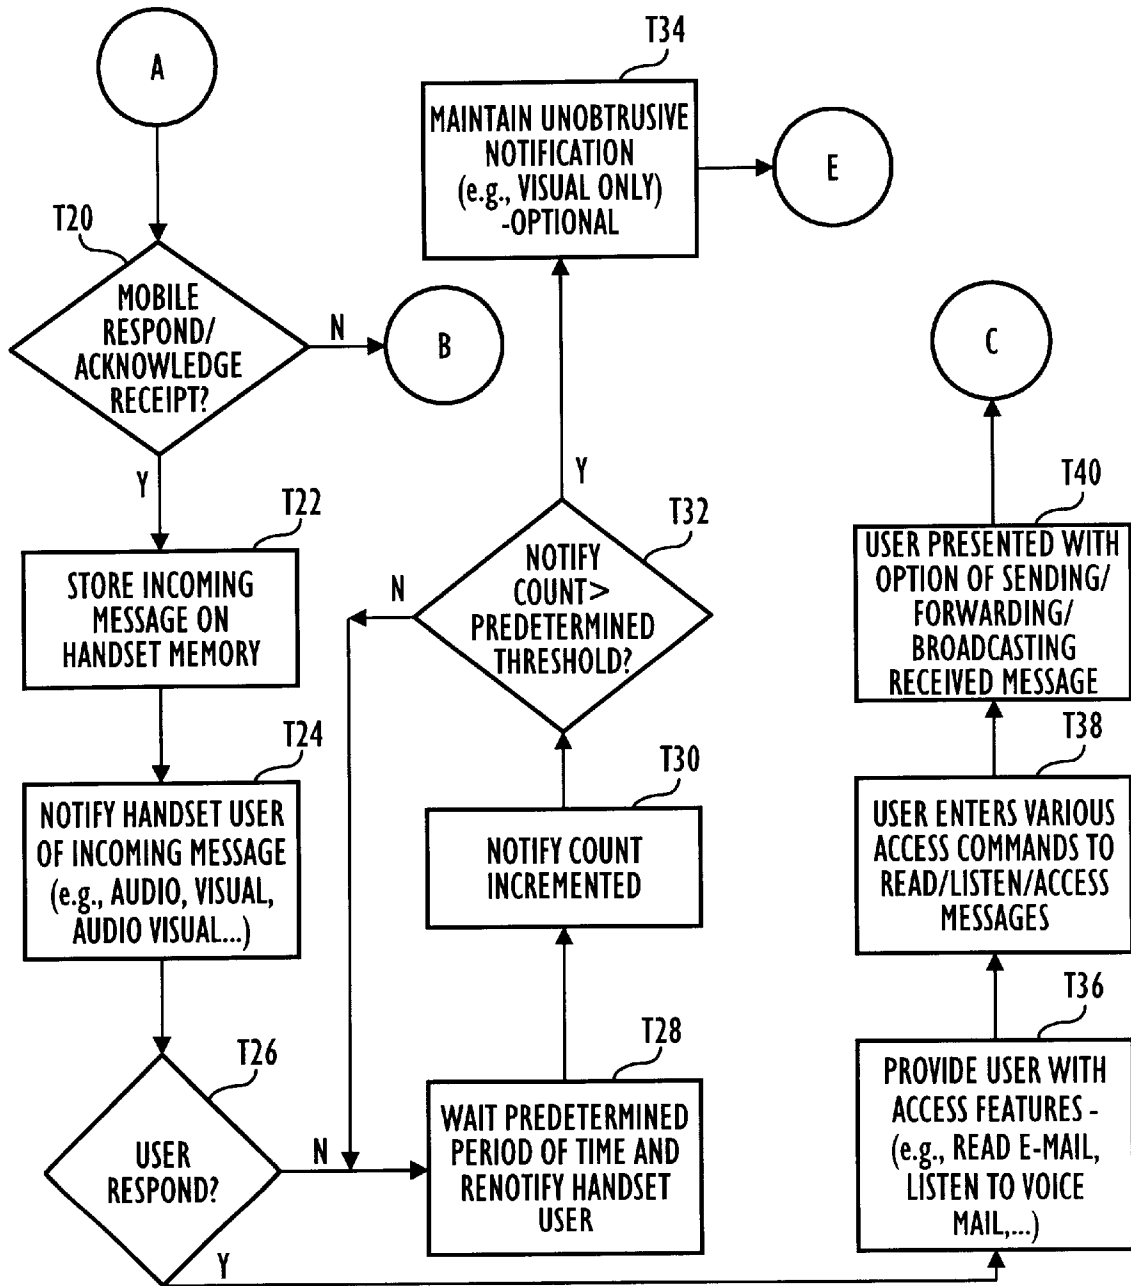 A
T20
MOBILE
RESPOND/
ACKNOWLEDGE
RECEIPT?
N
B
Y
T22
STORE INCOMING
MESSAGE ON
HANDSET MEMORY
T24
NOTIFY HANDSET USER
OF INCOMING MESSAGE
(e.g., AUDIO, VISUAL,
AUDIO VISUAL...)
T26
USER
RESPOND?
N
Y
T28
WAIT PREDETERMINED
PERIOD OF TIME AND
RENOTIFY HANDSET
USER
T30
NOTIFY COUNT
INCREMENTED
T32
NOTIFY
COUNT>
PREDETERMINED
THRESHOLD?
N
Y
T34
MAINTAIN UNOBTRUSIVE
NOTIFICATION
(e.g., VISUAL ONLY)
-OPTIONAL
E
T36
PROVIDE USER WITH
ACCESS FEATURES -
(e.g., READ E-MAIL,
LISTEN TO VOICE
MAIL,...)
T38
USER ENTERS VARIOUS
ACCESS COMMANDS TO
READ/LISTEN/ACCESS
MESSAGES
T40
USER PRESENTED WITH
OPTION OF SENDING/
FORWARDING/
BROADCASTING
RECEIVED MESSAGE
C